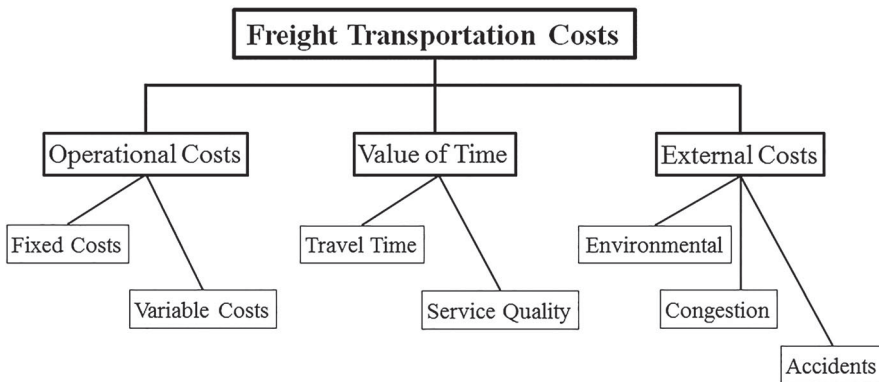 Freight Transportation Costs
Operational Costs
Value of Time
External Costs
Fixed Costs
Travel Time
Environmental
Variable Costs
Service Quality
Congestion
Accidents